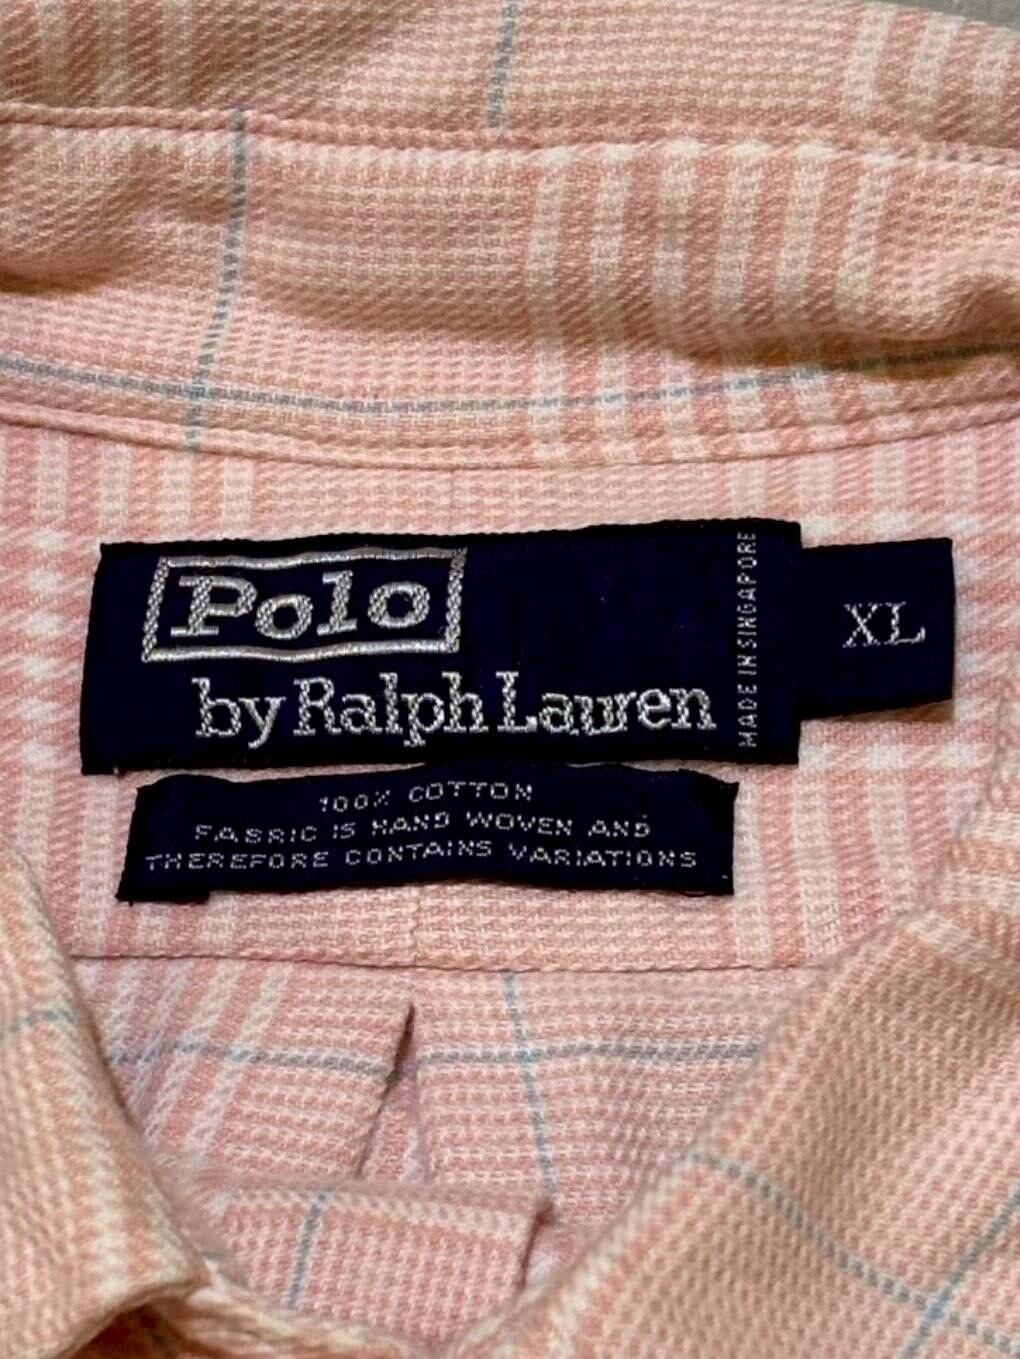 Polo
by Ralph Lauren
MADE IN SINGAPORE
XL
100% COTTON
FABRIC IS HAND WOVEN AND
THEREFORE CONTAINS VARIATIONS